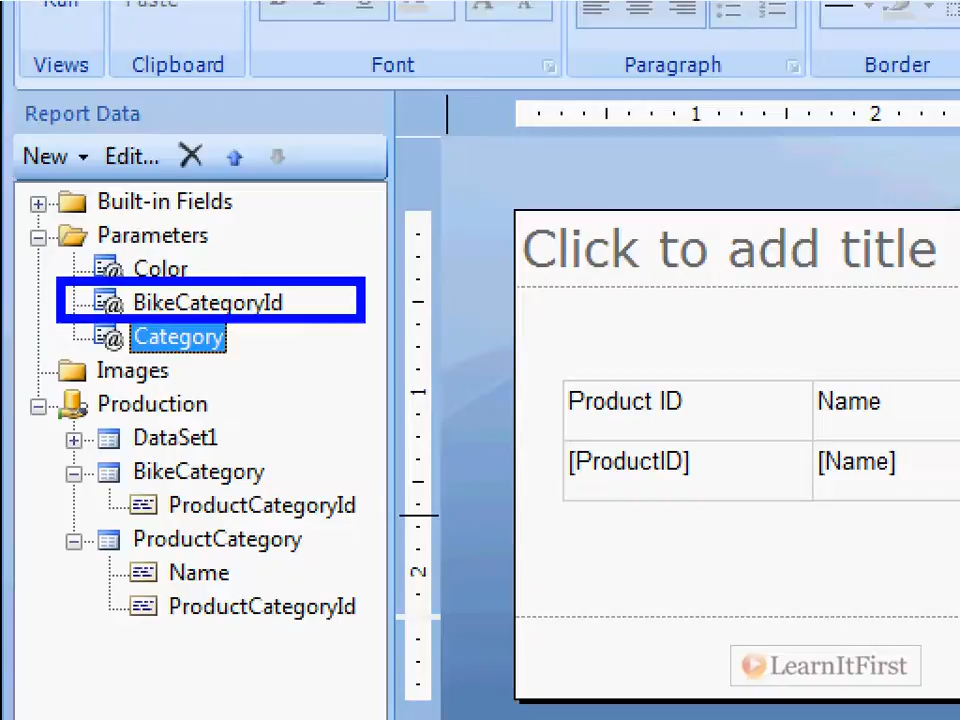 Run
Paste
Views
Clipboard
Font
Paragraph
Border
Report Data
New
Edit...
1
2
Built-in Fields
Parameters
Color
BikeCategoryId
Category
Images
Production
DataSet1
BikeCategory
ProductCategoryId
ProductCategory
Name
ProductCategoryId
1
2
Click to add title
Product ID
Name
[ProductID]
[Name]
LearnItFirst